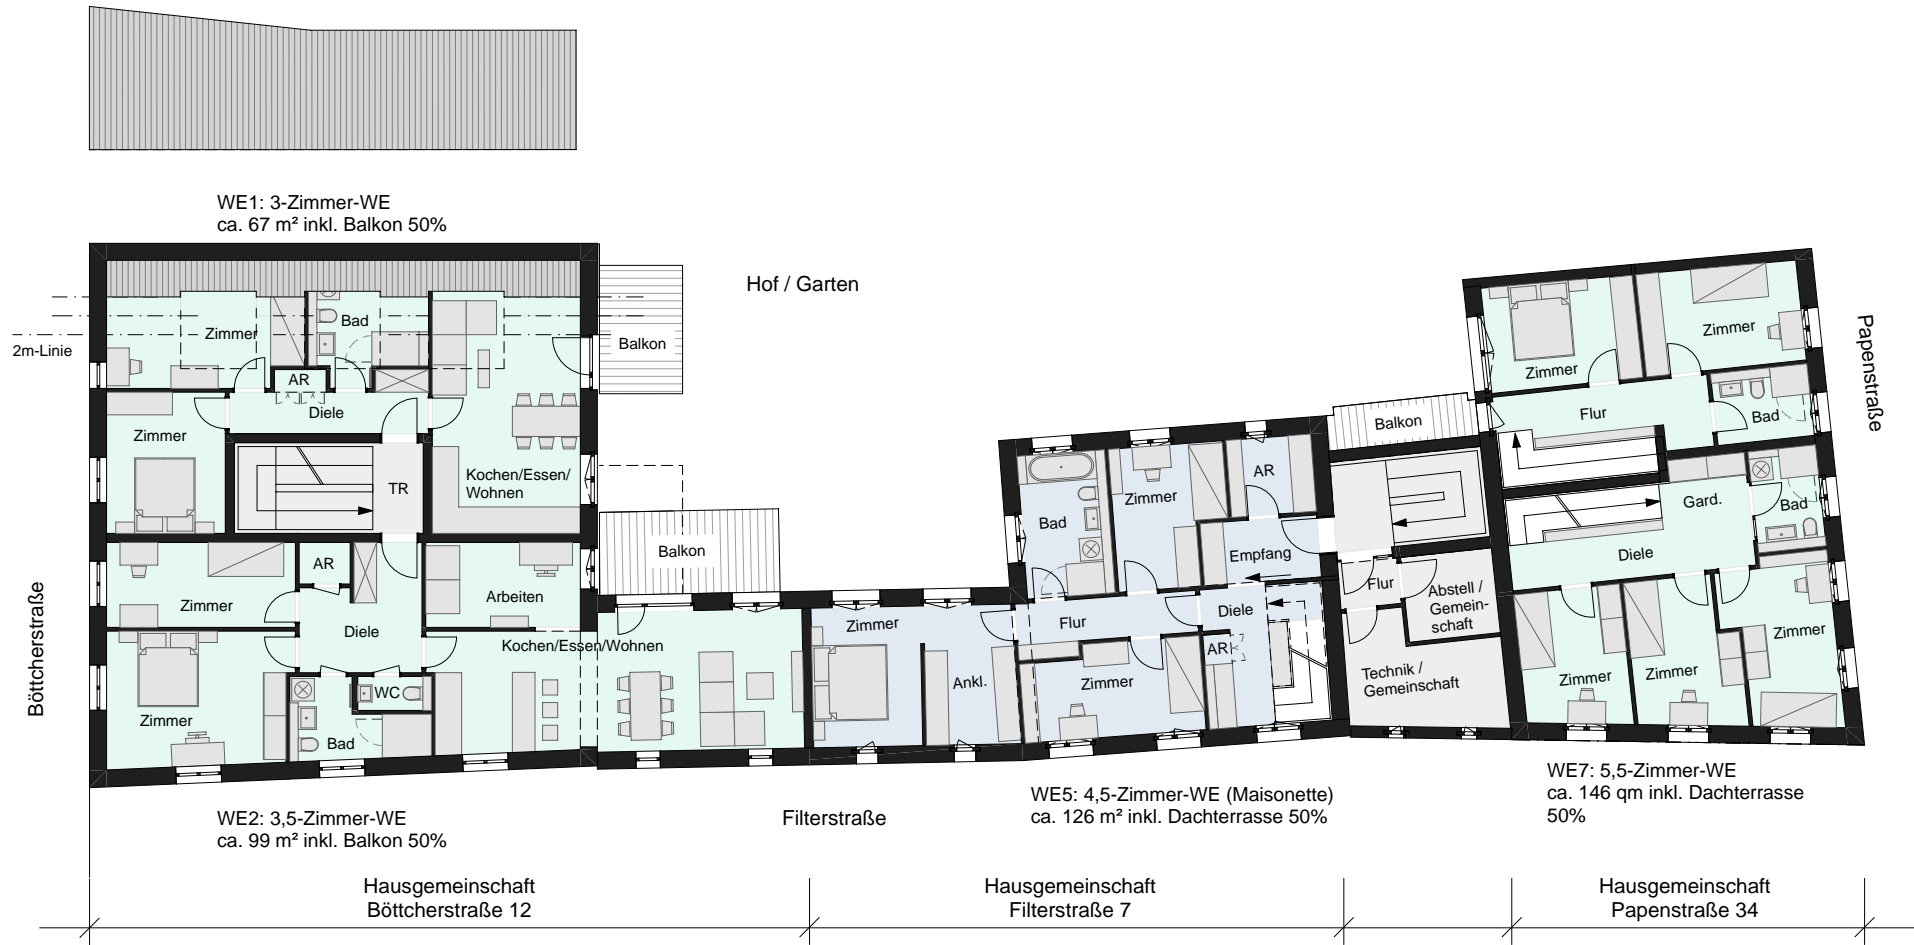 WE1: 3-Zimmer-WE
ca. 67 m² inkl. Balkon 50%
Hof / Garten
2m-Linie
Zimmer
Bad
AR
Diele
Zimmer
TR
Kochen/Essen/
Wohnen
Balkon
Balkon
Zimmer
AR
Diele
Arbeiten
Kochen/Essen/Wohnen
Zimmer
Bad
WC
Böttcherstraße
WE2: 3,5-Zimmer-WE
ca. 99 m² inkl. Balkon 50%
Zimmer
Ankl.
Bad
Zimmer
AR
Empfang
Flur
Diele
AR
Zimmer
Filterstraße
WE5: 4,5-Zimmer-WE (Maisonette)
ca. 126 m² inkl. Dachterrasse 50%
Balkon
Flur
Abstell /
Gemein-
schaft
Technik /
Gemeinschaft
Zimmer
Zimmer
Flur
Bad
Gard.
Bad
Diele
Zimmer
Zimmer
Zimmer
Papenstraße
WE7: 5,5-Zimmer-WE
ca. 146 qm inkl. Dachterrasse
50%
Hausgemeinschaft
Böttcherstraße 12
Hausgemeinschaft
Filterstraße 7
Hausgemeinschaft
Papenstraße 34